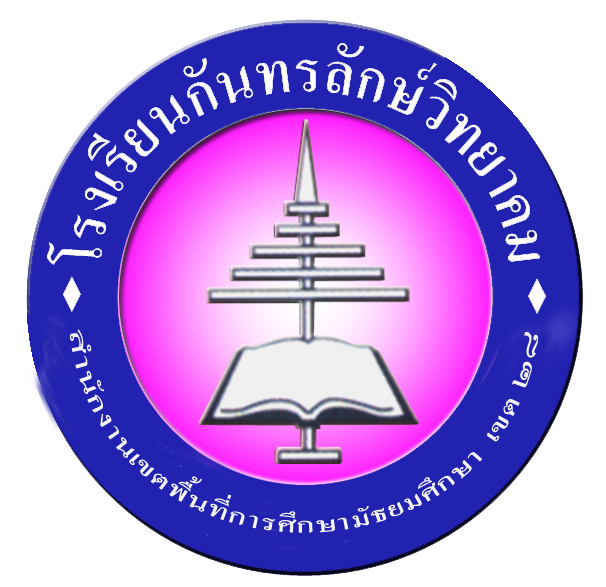 โรงเรียนกันทรลักษ์วิทยาคม
สำนักงานเขตพื้นที่การศึกษามัธยมศึกษา เขต ๒๘